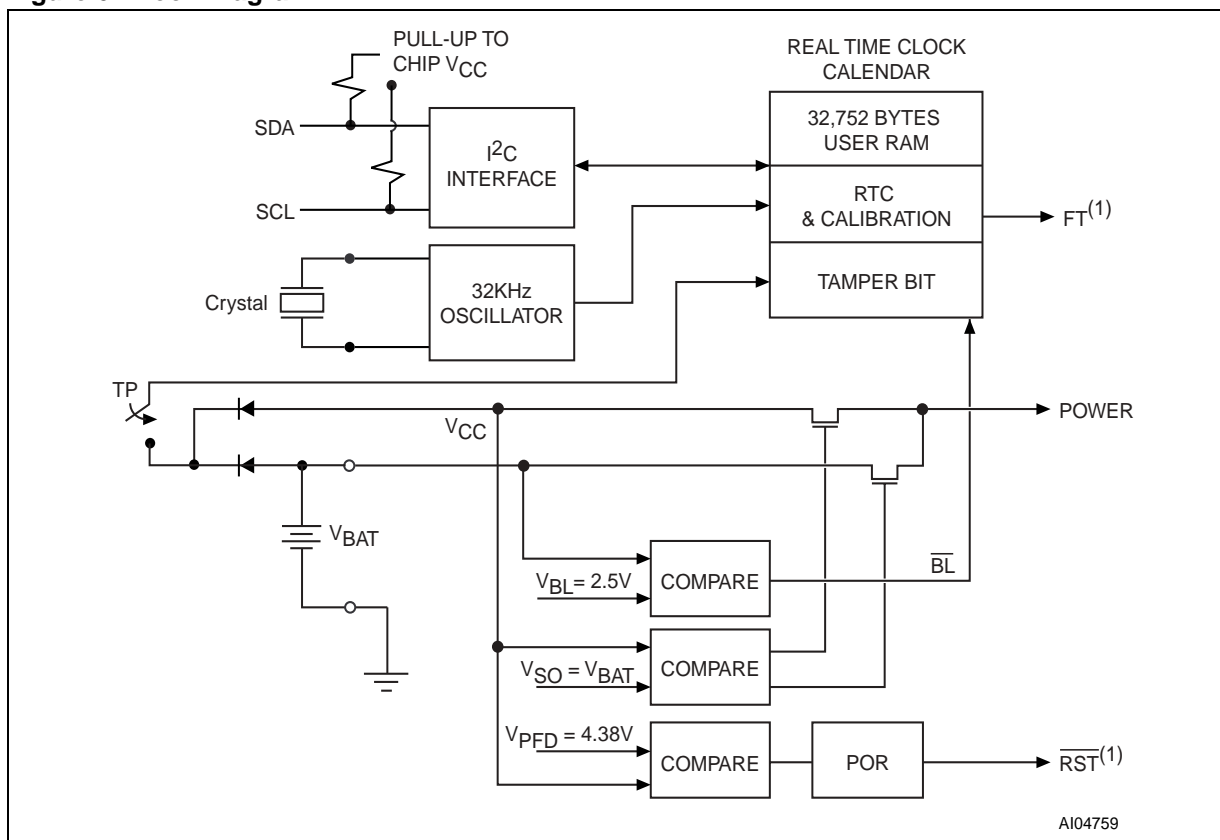 PULL-UP TO
CHIP VCC
REAL TIME CLOCK
CALENDAR
SDA
I2C
INTERFACE
32,752 BYTES
USER RAM
SCL
RTC
& CALIBRATION
FT(1)
Crystal
32KHz
OSCILLATOR
TAMPER BIT
TP
VCC
POWER
VBAT
VBL= 2.5V
COMPARE
BL
VSO = VBAT
COMPARE
VPFD = 4.38V
COMPARE
POR
RST(1)
AI04759